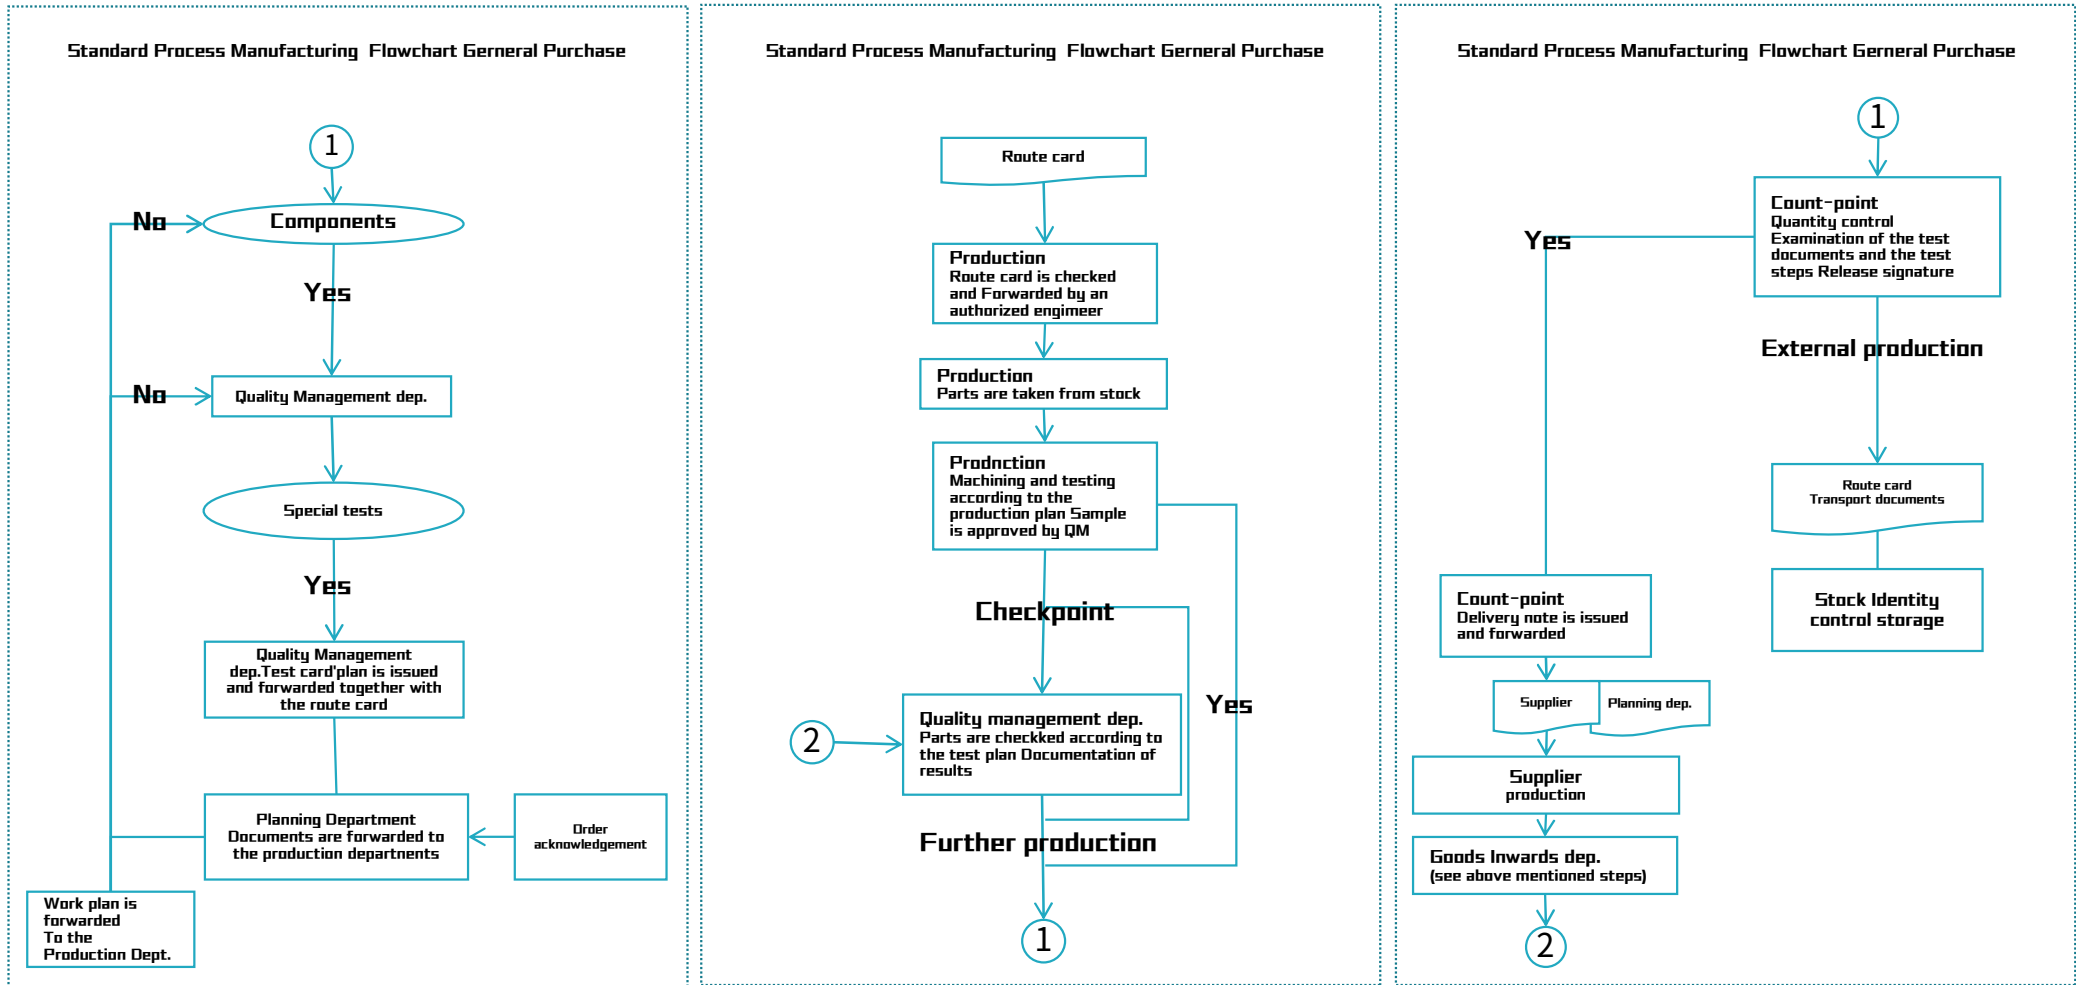 Standard Process Manufacturing  Flowchart Gerneral Purchase
1
Components
No
Yes
No
Quality Management dep.
Special tests
Yes
Quality Management
dep.Test card'plan is issued
and forwarded together with
the route card
Planning Department
Documents are forwarded to
the production departnents
Order
acknowledgement
Work plan is
forwarded
To the
Production Dept.
Standard Process Manufacturing  Flowchart Gerneral Purchase
Route card
Production
Route card is checked
and Forwarded by an
authorized engimeer
Production
Parts are taken from stock
Prodnction
Machining and testing
according to the
production plan Sample
is approved by QM
Checkpoint
Yes
2
Quality management dep.
Parts are checkked according to
the test plan Documentation of
results
Further production
1
Standard Process Manufacturing  Flowchart Gerneral Purchase
1
Count-point
Quantity control
Examination of the test
documents and the test
steps Release signature
Yes
External production
Route card
Transport documents
Stock Identity
control storage
Count-point
Delivery note is issued
and forwarded
Supplier
Planning dep.
Supplier
production
Goods Inwards dep.
(see above mentioned steps)
2